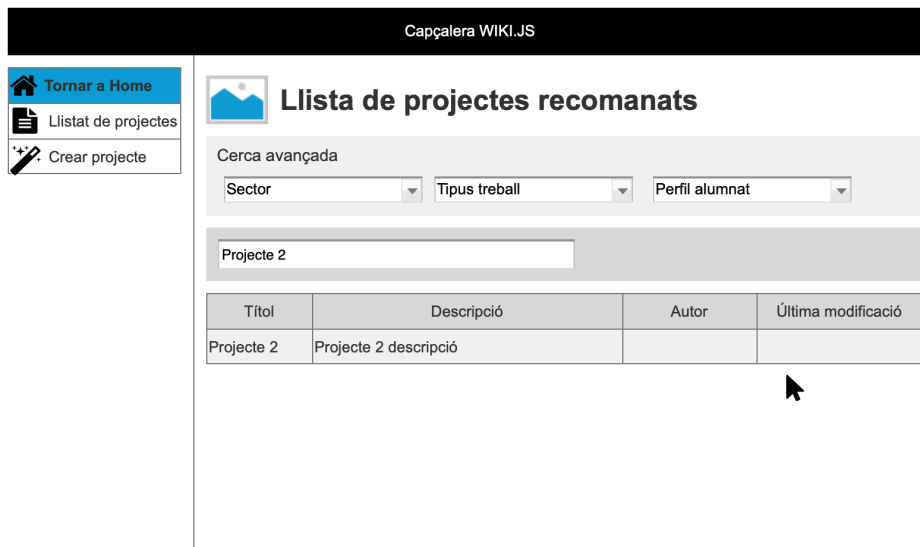 Capçalera WIKI.JS
Tornar a Home
Llistat de projectes
Crear projecte
Llista de projectes recomanats
Cerca avançada
Sector Tipus treball Perfil alumnat
Projecte 2
Títol Descripció Autor Última modificació
Projecte 2 Projecte 2 descripció